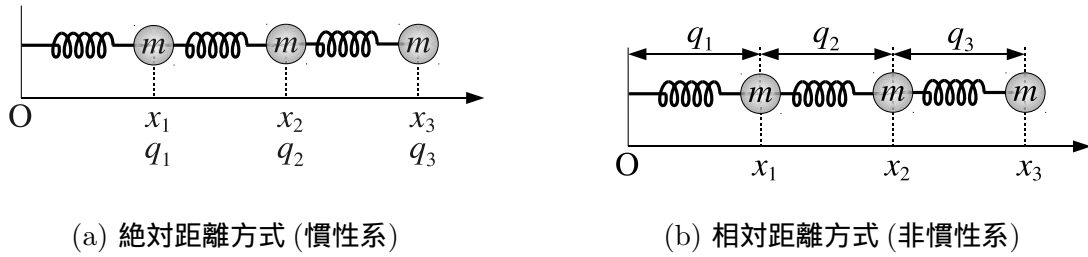 m m m
O
x₁ x₂ x₃
q₁ q₂ q₃
(a) 絶対距離方式 (慣性系)
q₁ q₂ q₃
m m m
O x₁ x₂ x₃
(b) 相対距離方式 (非慣性系)